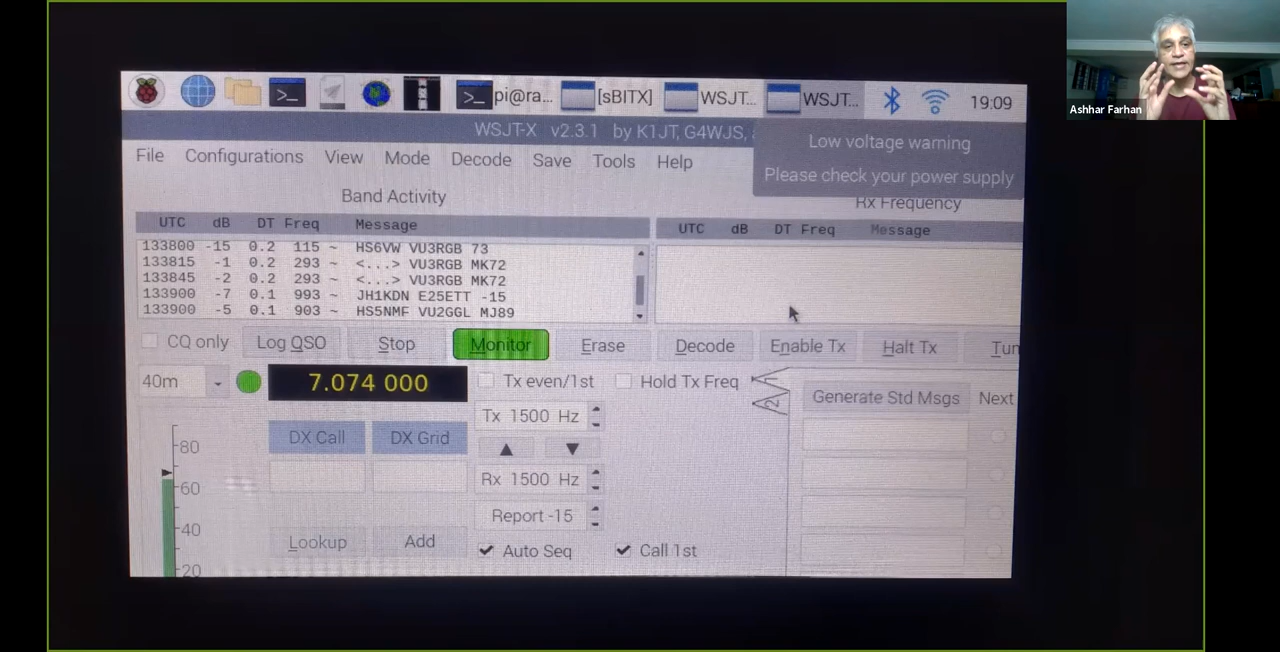 Ashhar Farhan
pi@ra... [sBITX] WSJT... WSJT... 19:09
WSJT-X v2.3.1 by K1JT, G4WJS,
Low voltage warning
Please check your power supply
File Configurations View Mode Decode Save Tools Help
Band Activity
Rx Frequency
UTC dB DT Freq Message
133800 -15 0.2 115 ~ HS6VW VU3RGB 73
133815 -1 0.2 293 ~ <...> VU3RGB MK72
133845 -2 0.2 293 ~ <...> VU3RGB MK72
133900 -7 0.1 993 ~ JH1KDN E25ETT -15
133900 -5 0.1 903 ~ HS5NMF VU2GGL MJ89
UTC dB DT Freq Message
CQ only Log QSO Stop Monitor Erase Decode Enable Tx Halt Tx Tun
40m 7.074 000 Tx even/1st Hold Tx Freq
Tx 1500 Hz
DX Call DX Grid
Rx 1500 Hz
Report -15
Lookup Add
Auto Seq Call 1st
1
2
Generate Std Msgs Next
80
60
40
20